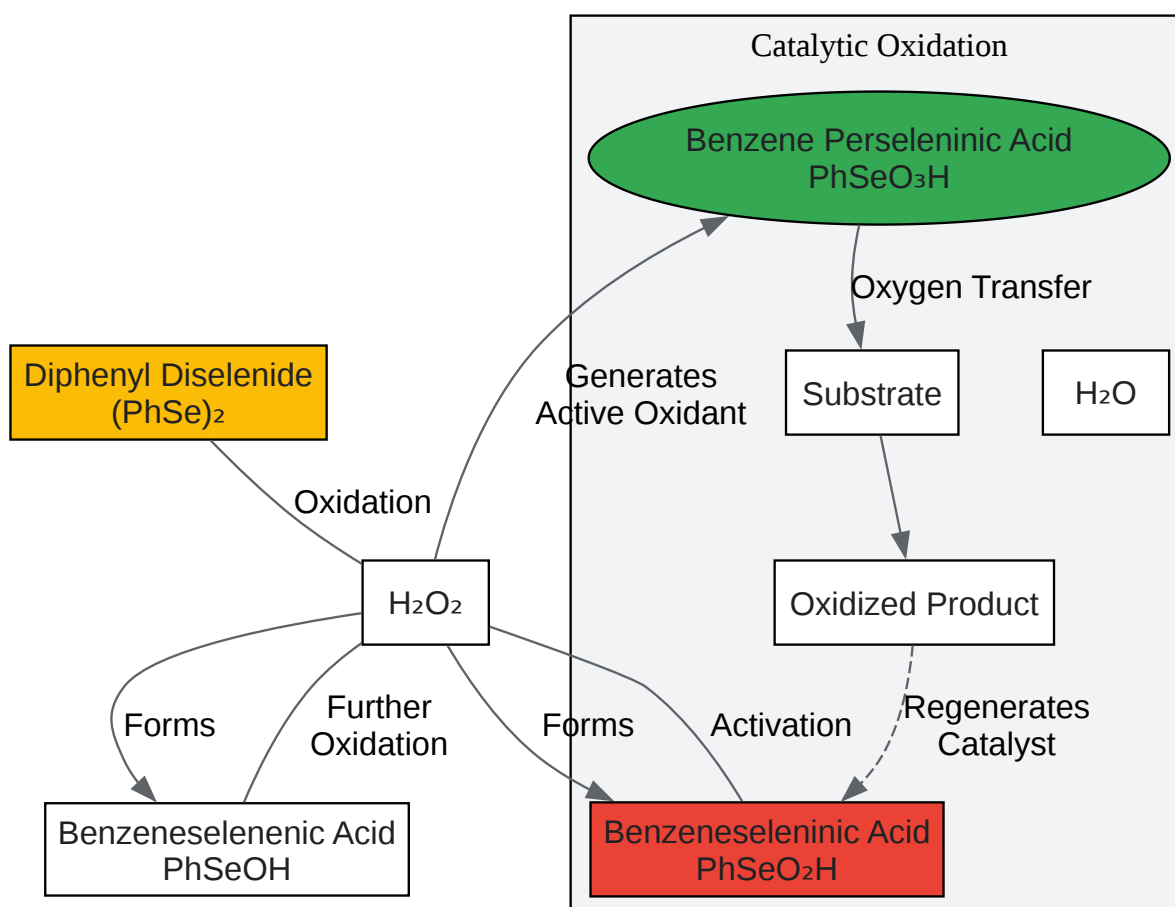 Catalytic Oxidation
Benzene Perseleninic Acid
PhSeO₃H
Oxygen Transfer
Diphenyl Diselenide
(PhSe)₂
Generates
Active Oxidant
Substrate
H₂O
Oxidation
H₂O₂
Oxidized Product
Forms
Further
Oxidation
Forms
Activation
Regenerates
Catalyst
Benzeneselenenic Acid
PhSeOH
Benzeneseleninic Acid
PhSeO₂H